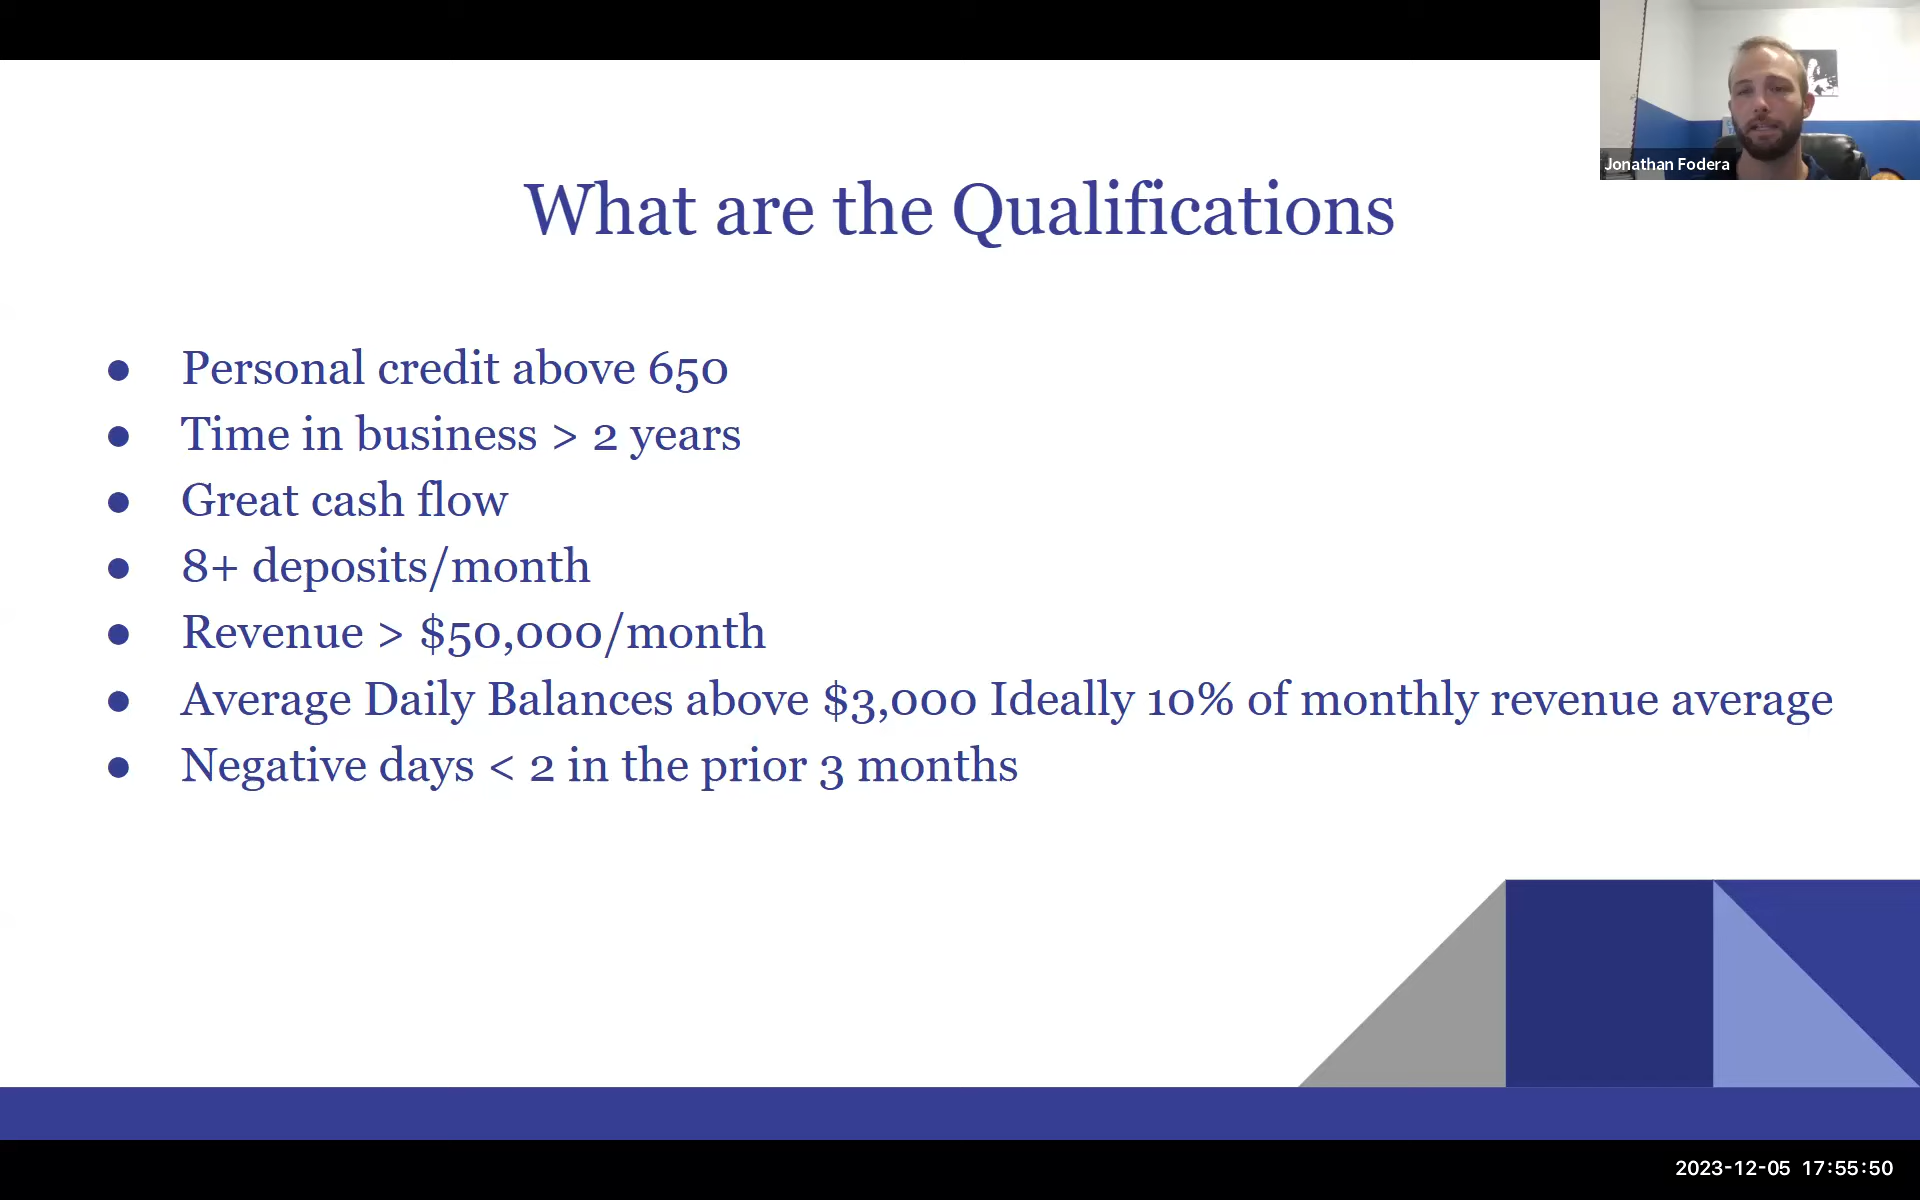 Jonathan Fodera
What are the Qualifications
● Personal credit above 650
● Time in business > 2 years
● Great cash flow
● 8+ deposits/month
● Revenue > $50,000/month
● Average Daily Balances above $3,000 Ideally 10% of monthly revenue average
● Negative days < 2 in the prior 3 months
2023-12-05 17:55:50